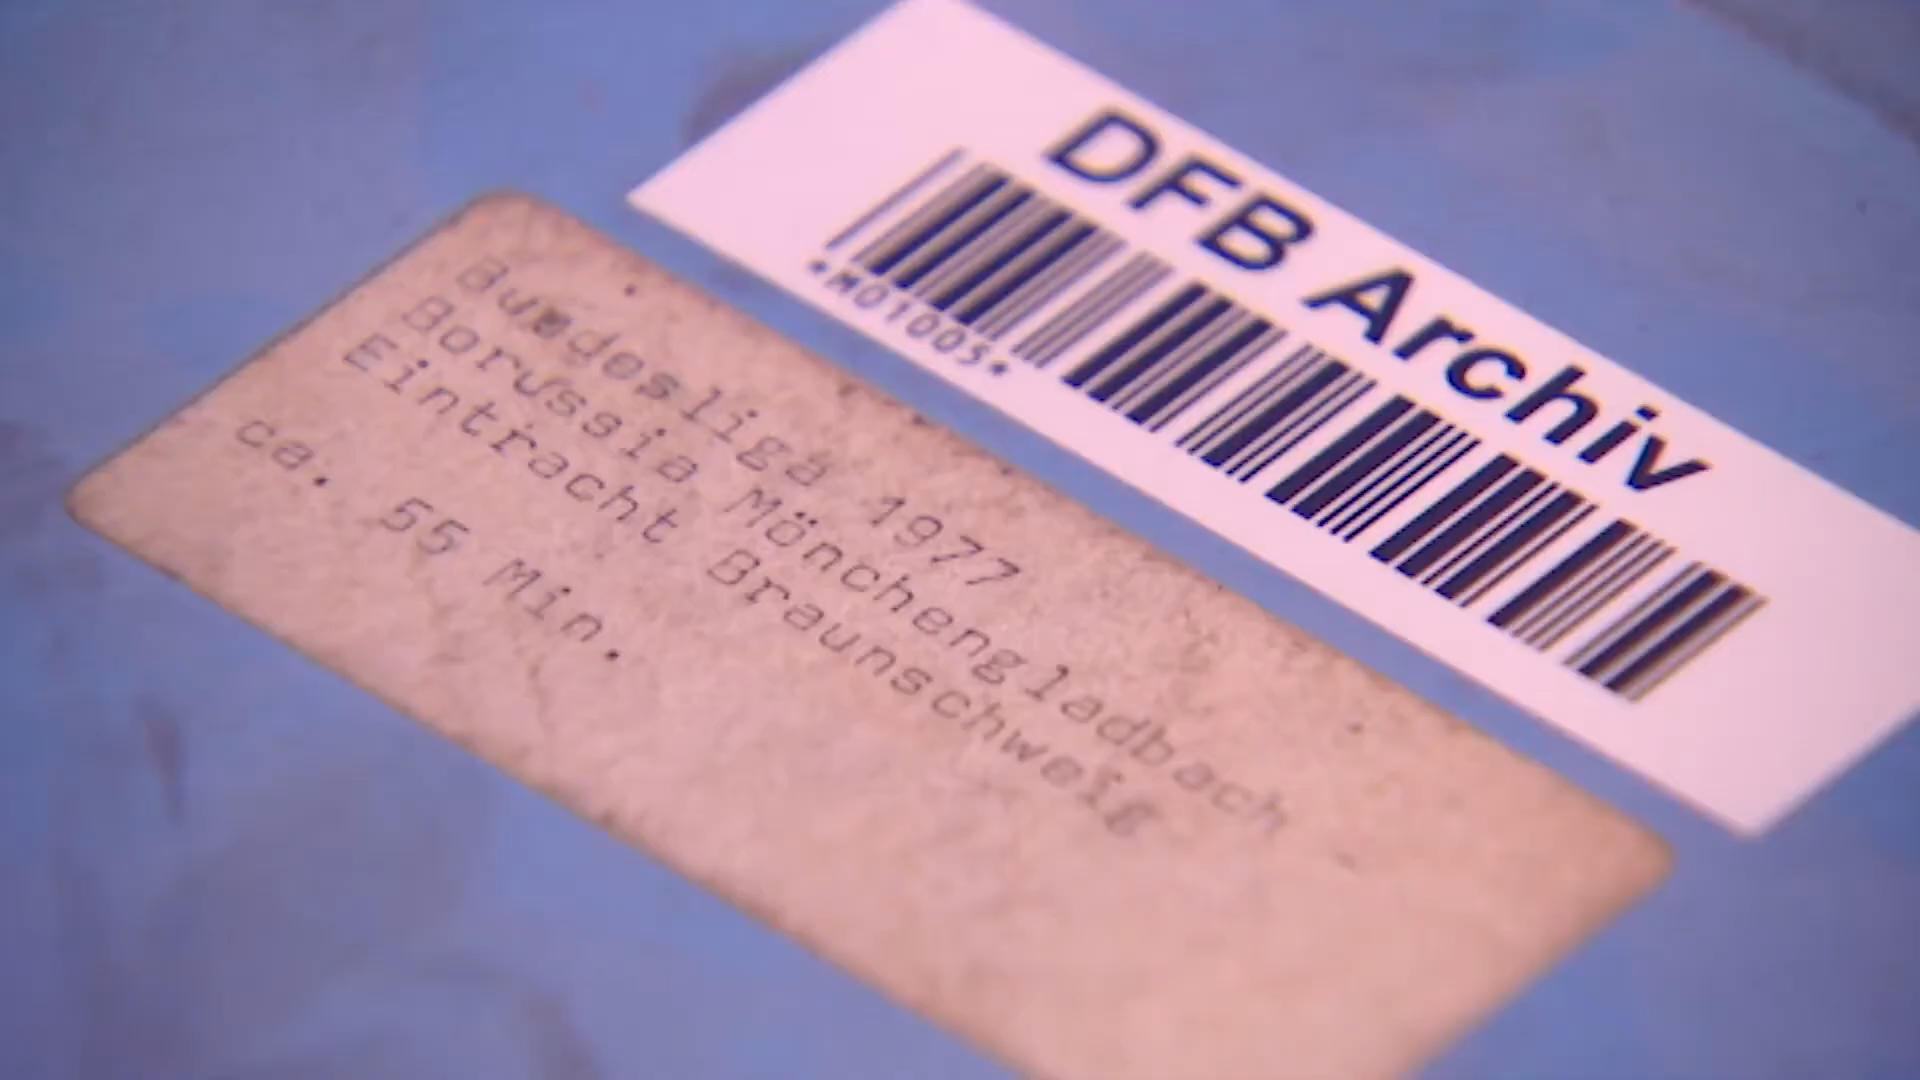 DFB Archiv
*M01005*
Bundesliga 1977
Borussia Mönchengladbach
Eintracht Braunschweig
ca. 55 Min.